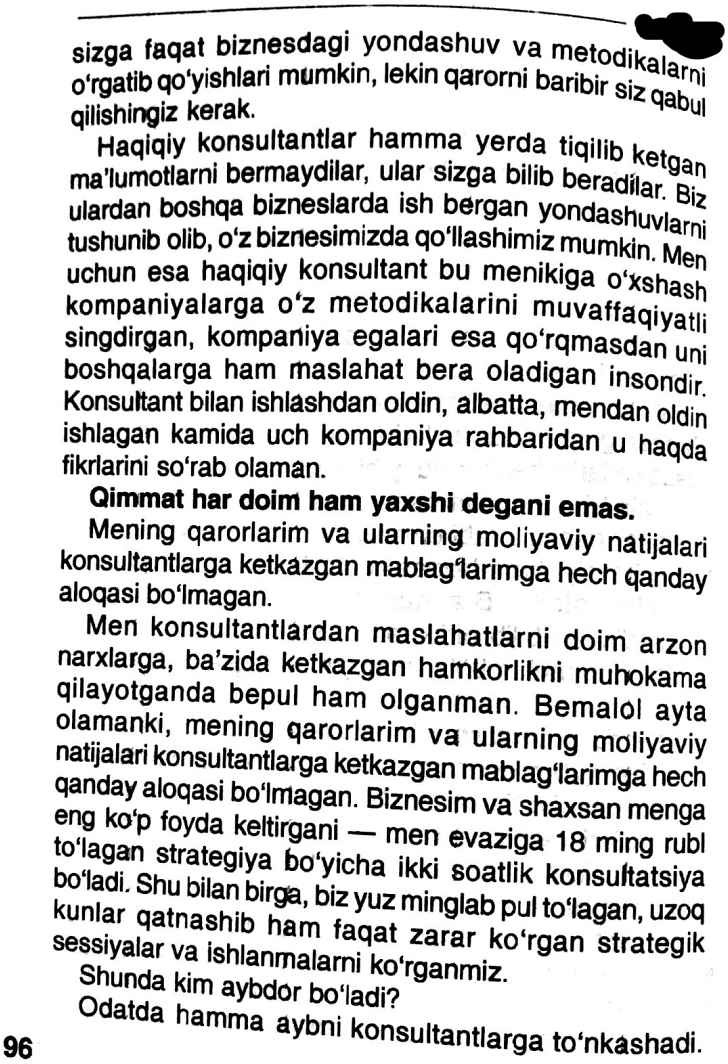 sizga faqat biznesdagi yondashuv va metodikalarni
o‘rgatib qo‘yishlari mumkin, lekin qarorni baribir siz qabul
qilishingiz kerak.
Haqiqiy konsultantlar hamma yerda tiqilib ketgan
ma'lumotlarni bermaydilar, ular sizga bilib beradilar. Biz
ulardan boshqa bizneslarda ish bergan yondashuvlarni
tushunib olib, o‘z biznesimizda qo‘llashimiz mumkin. Men
uchun esa haqiqiy konsultant bu menikiga o‘xshash
kompaniyalarga o‘z metodikalarini muvaffaqiyatli
singdirgan, kompaniya egalari esa qo‘rqmasdan uni
boshqalarga ham maslahat bera oladigan insondir.
Konsultant bilan ishlashdan oldin, albatta, mendan oldin
ishlagan kamida uch kompaniya rahbaridan u haqda
fikrlarini so‘rab olaman.
Qimmat har doim ham yaxshi degani emas.
Mening qarorlarim va ularning moliyaviy natijalari
konsultantlarga ketkazgan mablag‘larimga hech qanday
aloqasi bo‘lmagan.
Men konsultantlardan maslahatlarni doim arzon
narxlarga, ba’zida ketkazgan hamkorlikni muhokama
qilayotganda bepul ham olganman. Bemalol ayta
olamanki, mening qarorlarim va ularning moliyaviy
natijalari konsultantlarga ketkazgan mablag‘larimga hech
qanday aloqasi bo‘lmagan. Biznesim va shaxsan menga
eng ko‘p foyda keltirgani — men evaziga 18 ming rubl
to‘lagan strategiya bo‘yicha ikki soatlik konsultatsiya
bo‘ladi. Shu bilan birga, biz yuz minglab pul to‘lagan, uzoq
kunlar qatnashib ham faqat zarar ko‘rgan strategik
sessiyalar va ishlanmalarni ko‘rganmiz.
Shunda kim aybdor bo‘ladi?
Odatda hamma aybni konsultantlarga to‘nkashadi.
96